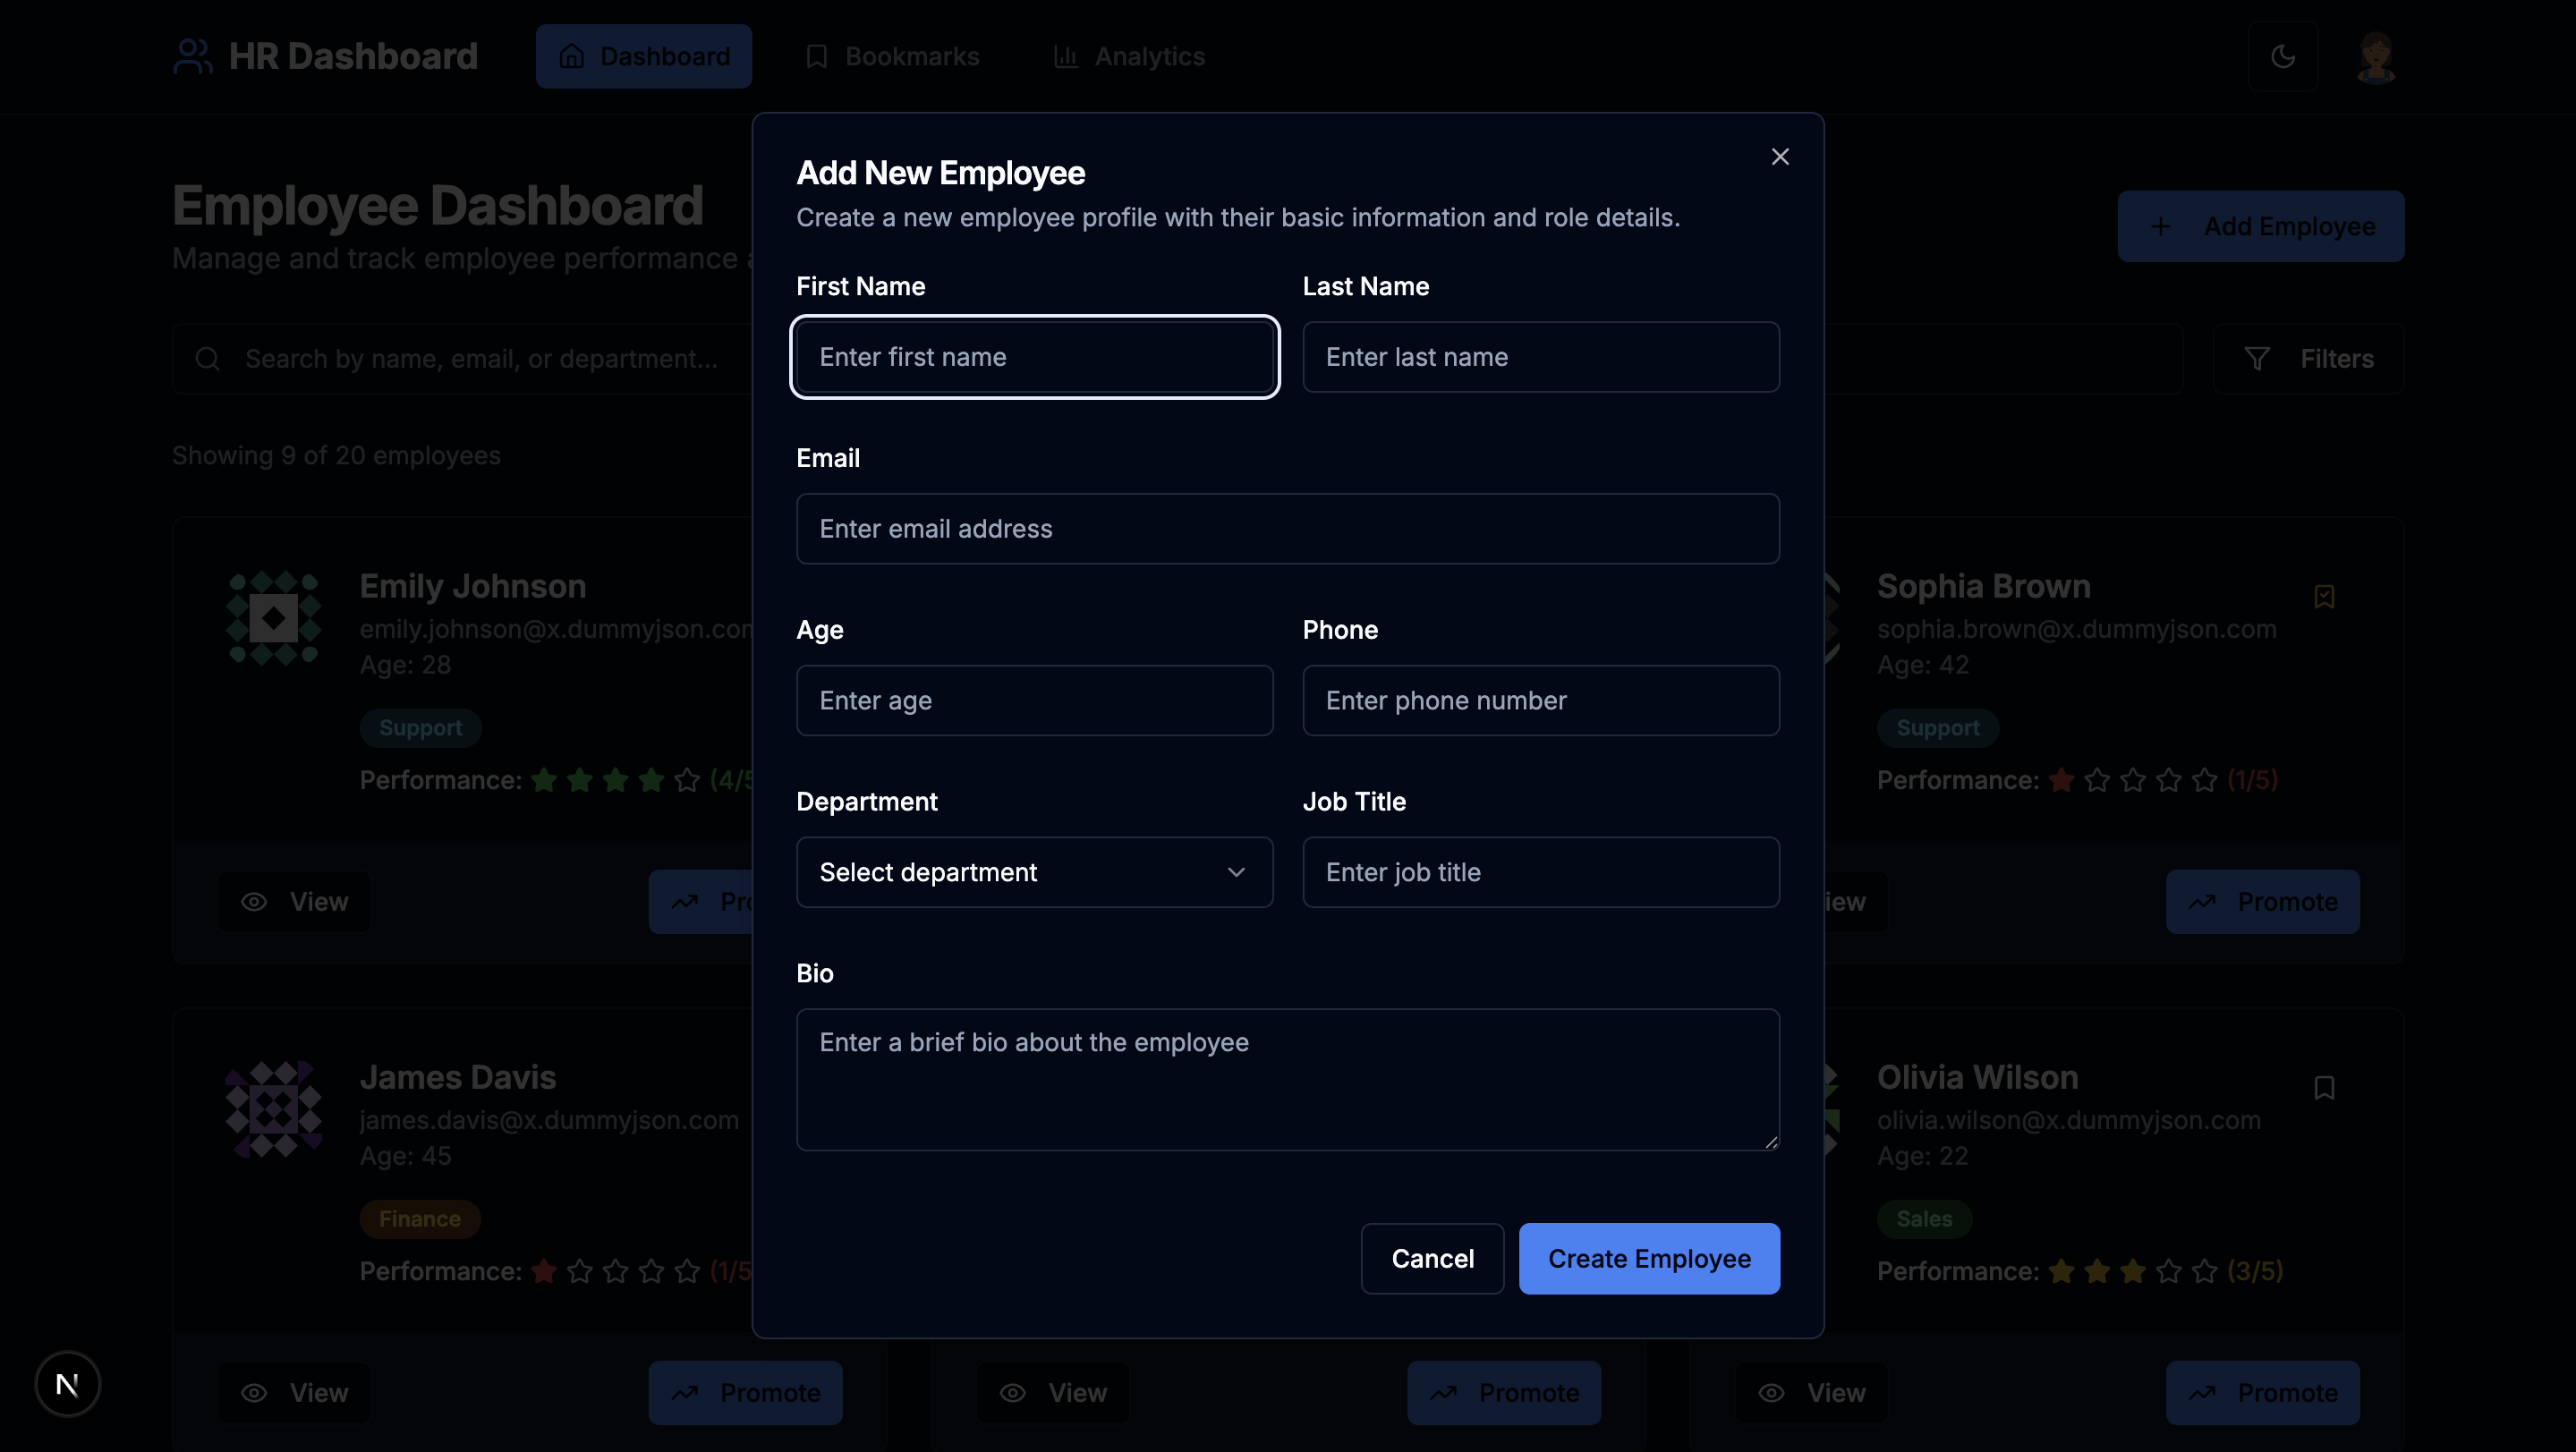 HR Dashboard
Dashboard
Bookmarks
Analytics
Employee Dashboard
Manage and track employee performance
Add Employee
Search by name, email, or department...
Filters
Showing 9 of 20 employees
Add New Employee
Create a new employee profile with their basic information and role details.
First Name
Last Name
Enter first name
Enter last name
Email
Enter email address
Age
Phone
Enter age
Enter phone number
Department
Job Title
Select department
Enter job title
Bio
Enter a brief bio about the employee
Cancel
Create Employee
Emily Johnson
emily.johnson@x.dummyjson.com
Age: 28
Support
Performance: (4/5
View
Pro
Sophia Brown
sophia.brown@x.dummyjson.com
Age: 42
Support
Performance: (1/5)
iew
Promote
James Davis
james.davis@x.dummyjson.com
Age: 45
Finance
Performance: (1/5
View
Promote
View
Promote
Olivia Wilson
olivia.wilson@x.dummyjson.com
Age: 22
Sales
Performance: (3/5)
View
Promote
N